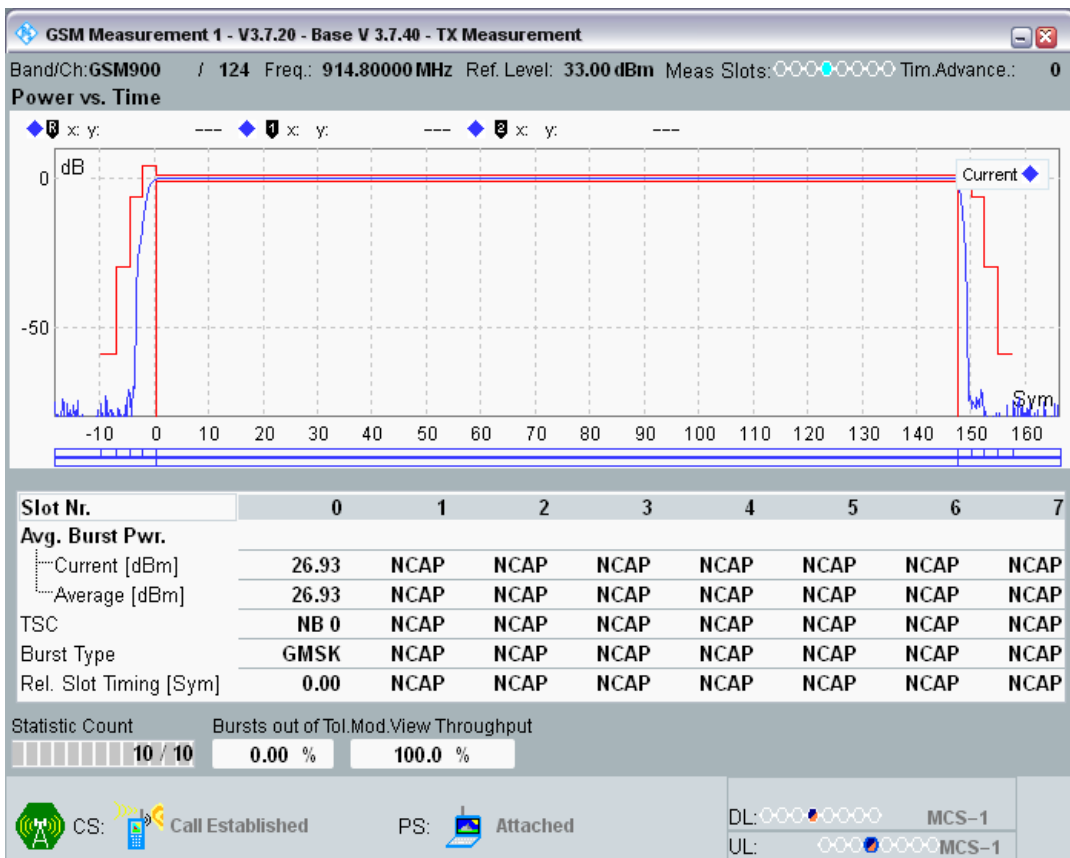 GSM Measurement 1 - V3.7.20 - Base V 3.7.40 - TX Measurement
Band/Ch:GSM900 / 124 Freq.: 914.80000 MHz Ref. Level: 33.00 dBm Meas Slots: Tim.Advance.: 0
Power vs. Time
R x: y: --- 1 x: y: --- 2 x: y: ---
dB
Current
0
-50
Sym
-10 0 10 20 30 40 50 60 70 80 90 100 110 120 130 140 150 160
Slot Nr. 0 1 2 3 4 5 6 7
Avg. Burst Pwr.
Current [dBm] 26.93 NCAP NCAP NCAP NCAP NCAP NCAP NCAP
Average [dBm] 26.93 NCAP NCAP NCAP NCAP NCAP NCAP NCAP
TSC NB 0 NCAP NCAP NCAP NCAP NCAP NCAP NCAP
Burst Type GMSK NCAP NCAP NCAP NCAP NCAP NCAP NCAP
Rel. Slot Timing [Sym] 0.00 NCAP NCAP NCAP NCAP NCAP NCAP NCAP
Statistic Count Bursts out of Tol.Mod.View Throughput
10 / 10 0.00 % 100.0 %
CS: Call Established PS: Attached DL: MCS-1
UL: MCS-1